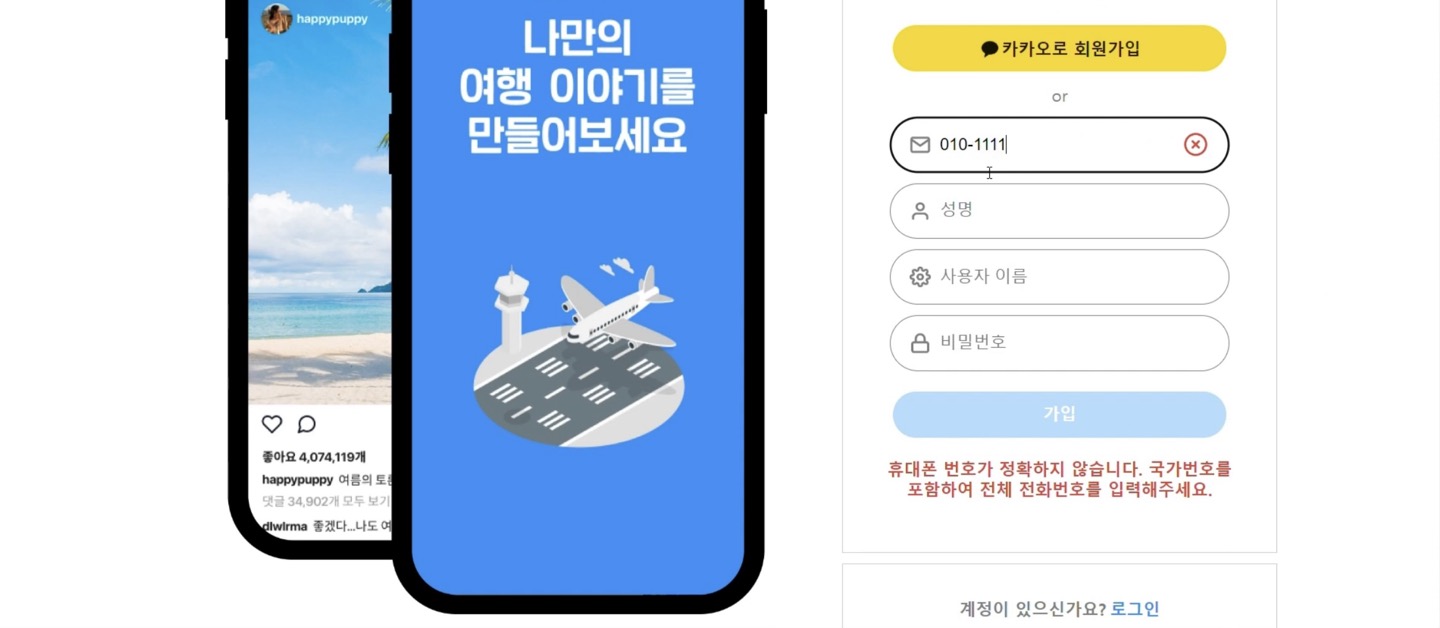 happypuppy
나만의
여행 이야기를
만들어보세요
좋아요 4,074,119개
happypuppy 여름의
댓글 34,902개 모두 보기
dlwlrma 좋겠다...나도
카카오로 회원가입
or
010-1111
성명
사용자 이름
비밀번호
가입
휴대폰 번호가 정확하지 않습니다. 국가번호를
포함하여 전체 전화번호를 입력해주세요.
계정이 있으신가요? 로그인